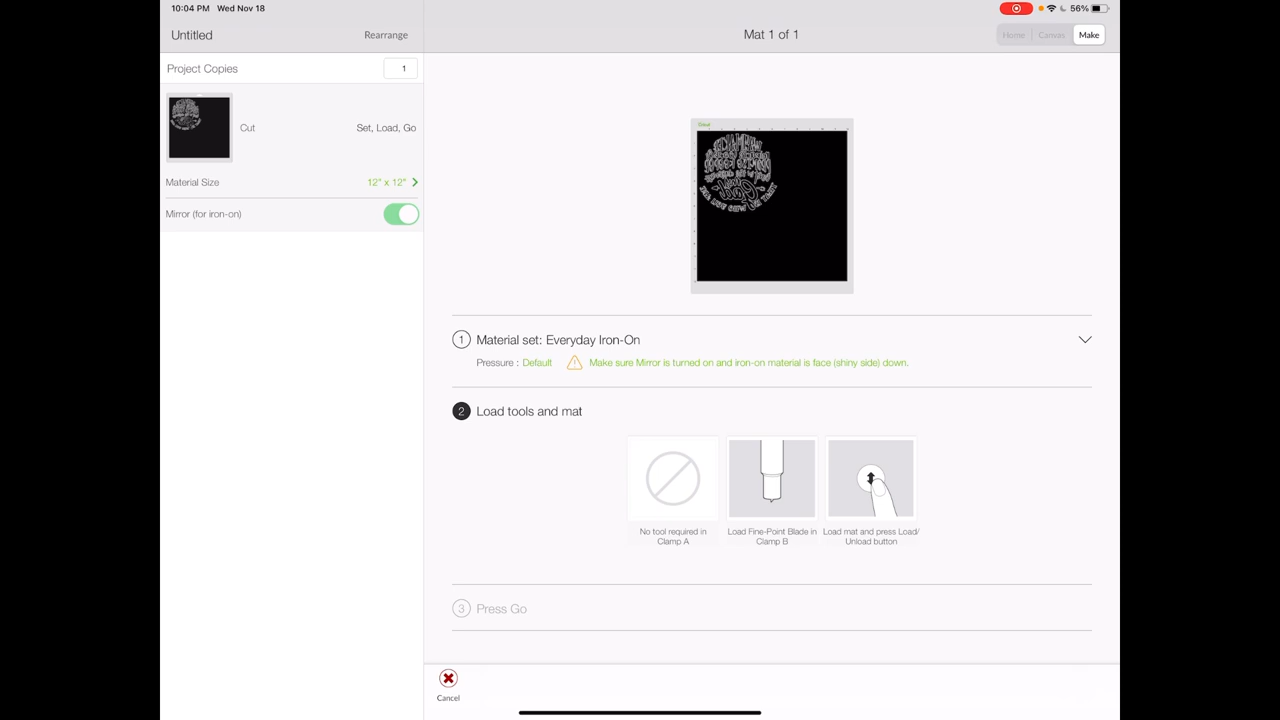 10:04 PM Wed Nov 18
56%
Untitled
Rearrange
Mat 1 of 1
Home
Canvas
Make
Project Copies
1
Cut
Set, Load, Go
Material Size
12" x 12"
Mirror (for iron-on)
1 Material set: Everyday Iron-On
Pressure : Default
Make sure Mirror is turned on and iron-on material is face (shiny side) down.
2 Load tools and mat
No tool required in
Clamp A
Load Fine-Point Blade in
Clamp B
Load mat and press Load/
Unload button
3 Press Go
Cancel